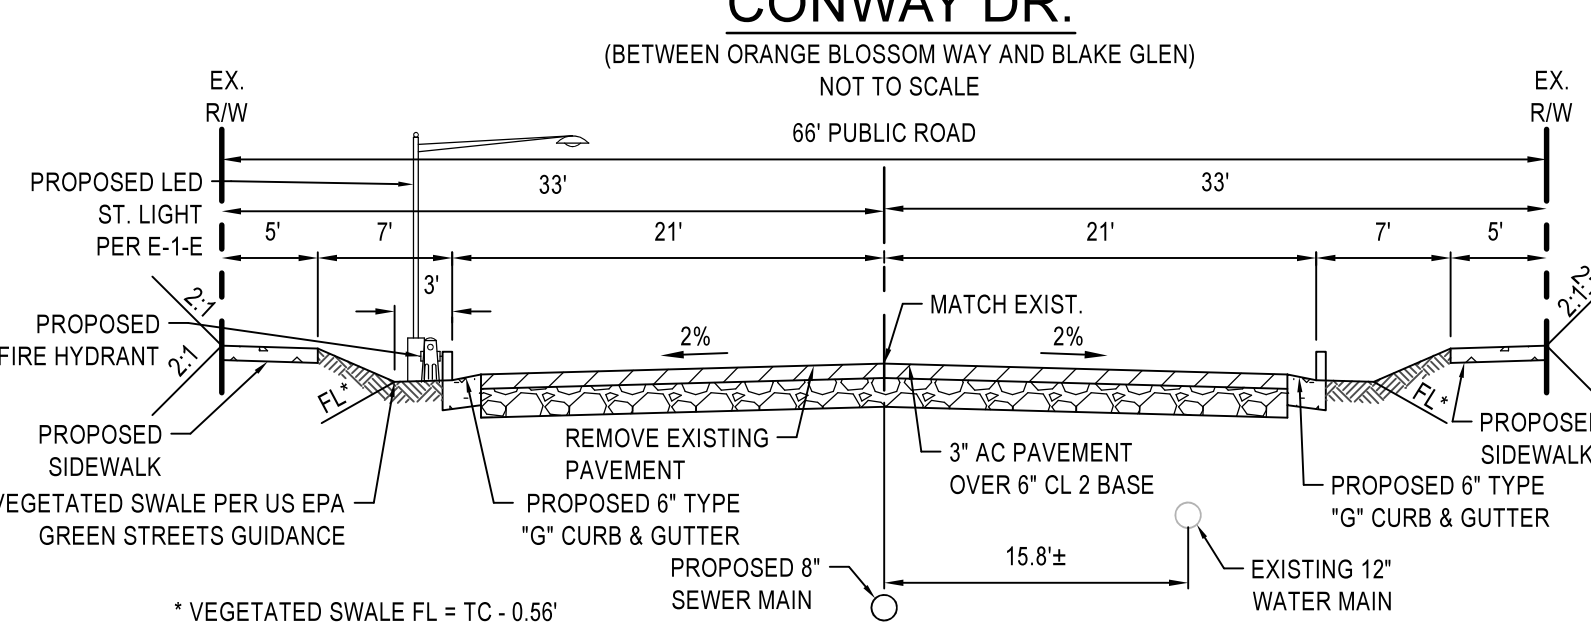 CONWAY DR.
(BETWEEN ORANGE BLOSSOM WAY AND BLAKE GLEN)
NOT TO SCALE
EX.
R/W
EX.
R/W
66' PUBLIC ROAD
PROPOSED LED
ST. LIGHT
PER E-1-E
33'
33'
5'
7'
21'
21'
7'
5'
3'
2:1
2:1
PROPOSED
FIRE HYDRANT
MATCH EXIST.
2%
2%
2:1
FL*
FL*
PROPOSED
SIDEWALK
REMOVE EXISTING
PAVEMENT
3" AC PAVEMENT
OVER 6" CL 2 BASE
SIDEWALK
VEGETATED SWALE PER US EPA
GREEN STREETS GUIDANCE
PROPOSED 6" TYPE
"G" CURB & GUTTER
PROPOSED 6" TYPE
"G" CURB & GUTTER
PROPOSED 8"
SEWER MAIN
15.8'±
EXISTING 12"
WATER MAIN
* VEGETATED SWALE FL = TC - 0.56'